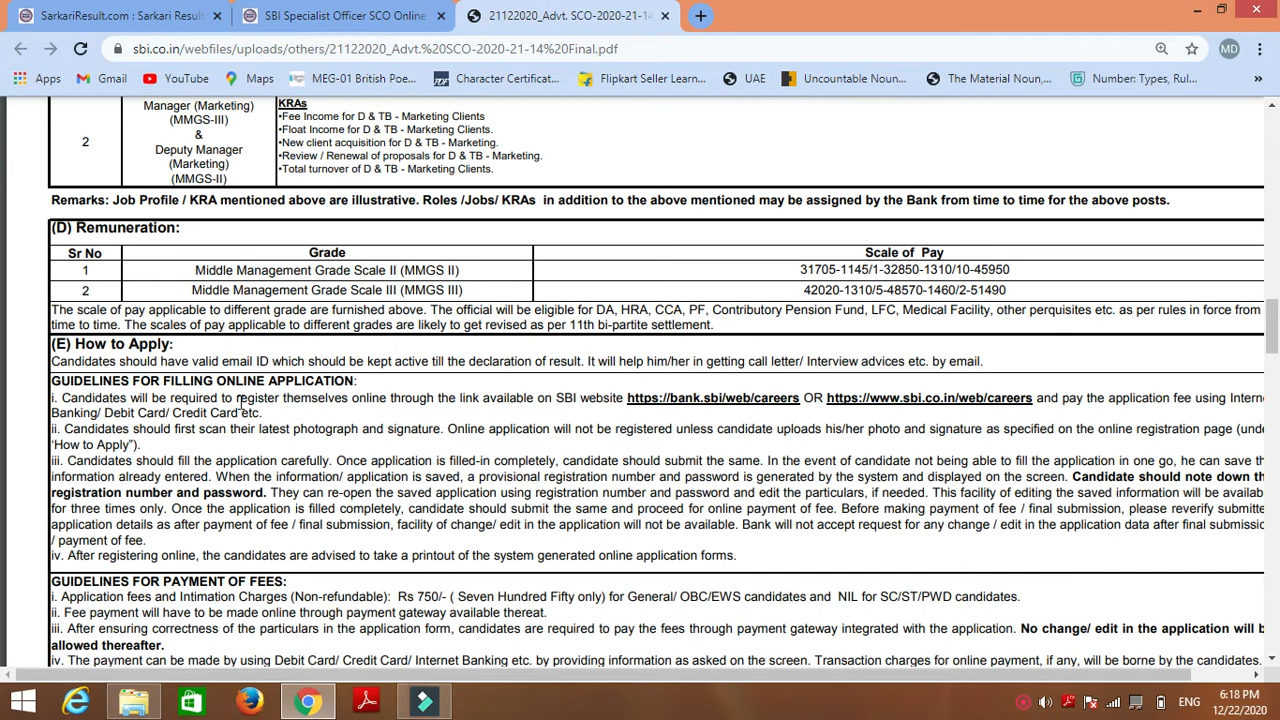 SarkariResult.com : Sarkari Result
SBI Specialist Officer SCO Online
21122020_Advt. SCO-2020-21-14
sbi.co.in/webfiles/uploads/others/21122020_Advt.%20SCO-2020-21-14%20Final.pdf
MD
Apps
Gmail
YouTube
Maps
MEG-01 British Poe...
Character Certificat...
Flipkart Seller Learn...
UAE
Uncountable Noun...
The Material Noun,...
Number: Types, Rul...
»
2
Manager (Marketing)
(MMGS-III)
&
Deputy Manager
(Marketing)
(MMGS-II)
KRAs
•Fee Income for D & TB - Marketing Clients
•Float Income for D & TB - Marketing Clients.
•New client acquisition for D & TB - Marketing.
•Review / Renewal of proposals for D & TB - Marketing.
•Total turnover of D & TB - Marketing Clients.
Remarks: Job Profile / KRA mentioned above are illustrative. Roles /Jobs/ KRAs in addition to the above mentioned may be assigned by the Bank from time to time for the above posts.
(D) Remuneration:
Sr No Grade Scale of Pay
1 Middle Management Grade Scale II (MMGS II) 31705-1145/1-32850-1310/10-45950
2 Middle Management Grade Scale III (MMGS III) 42020-1310/5-48570-1460/2-51490
The scale of pay applicable to different grade are furnished above. The official will be eligible for DA, HRA, CCA, PF, Contributory Pension Fund, LFC, Medical Facility, other perquisites etc. as per rules in force from
time to time. The scales of pay applicable to different grades are likely to get revised as per 11th bi-partite settlement.
(E) How to Apply:
Candidates should have valid email ID which should be kept active till the declaration of result. It will help him/her in getting call letter/ Interview advices etc. by email.
GUIDELINES FOR FILLING ONLINE APPLICATION:
i. Candidates will be required to register themselves online through the link available on SBI website https://bank.sbi/web/careers OR https://www.sbi.co.in/web/careers and pay the application fee using Interne
Banking/ Debit Card/ Credit Card etc.
ii. Candidates should first scan their latest photograph and signature. Online application will not be registered unless candidate uploads his/her photo and signature as specified on the online registration page (unde
‘How to Apply”).
iii. Candidates should fill the application carefully. Once application is filled-in completely, candidate should submit the same. In the event of candidate not being able to fill the application in one go, he can save th
information already entered. When the information/ application is saved, a provisional registration number and password is generated by the system and displayed on the screen. Candidate should note down th
registration number and password. They can re-open the saved application using registration number and password and edit the particulars, if needed. This facility of editing the saved information will be availab
for three times only. Once the application is filled completely, candidate should submit the same and proceed for online payment of fee. Before making payment of fee / final submission, please reverify submitte
application details as after payment of fee / final submission, facility of change/ edit in the application will not be available. Bank will not accept request for any change / edit in the application data after final submissio
/ payment of fee.
iv. After registering online, the candidates are advised to take a printout of the system generated online application forms.
GUIDELINES FOR PAYMENT OF FEES:
i. Application fees and Intimation Charges (Non-refundable): Rs 750/- ( Seven Hundred Fifty only) for General/ OBC/EWS candidates and NIL for SC/ST/PWD candidates.
ii. Fee payment will have to be made online through payment gateway available thereat.
iii. After ensuring correctness of the particulars in the application form, candidates are required to pay the fees through payment gateway integrated with the application. No change/ edit in the application will b
allowed thereafter.
iv. The payment can be made by using Debit Card/ Credit Card/ Internet Banking etc. by providing information as asked on the screen. Transaction charges for online payment, if any, will be borne by the candidates.
ENG
6:18 PM
12/22/2020